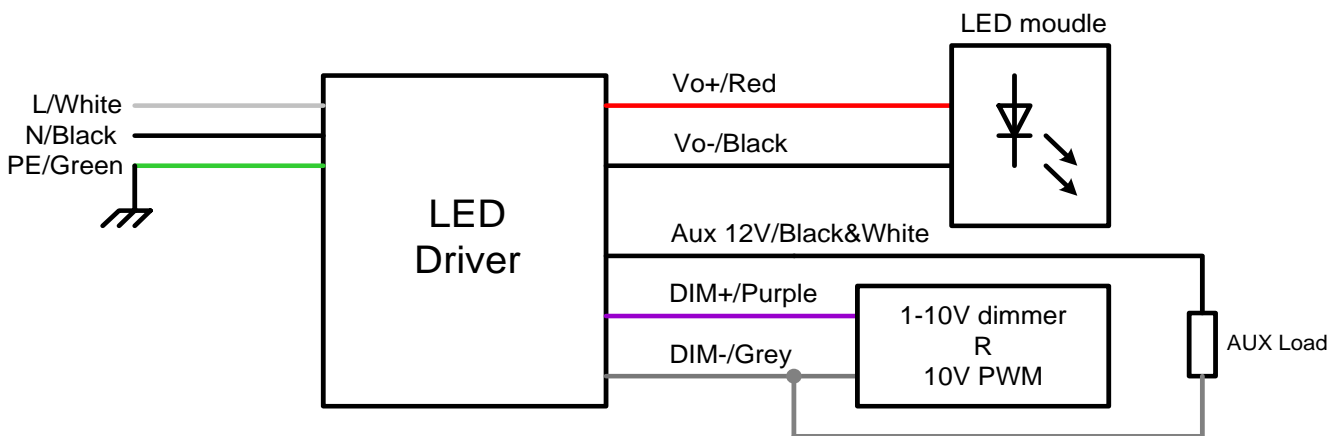 LED moudle
L/White
N/Black
PE/Green
LED
Driver
Vo+/Red
Vo-/Black
Aux 12V/Black&White
DIM+/Purple
DIM-/Grey
1-10V dimmer
R
10V PWM
AUX Load